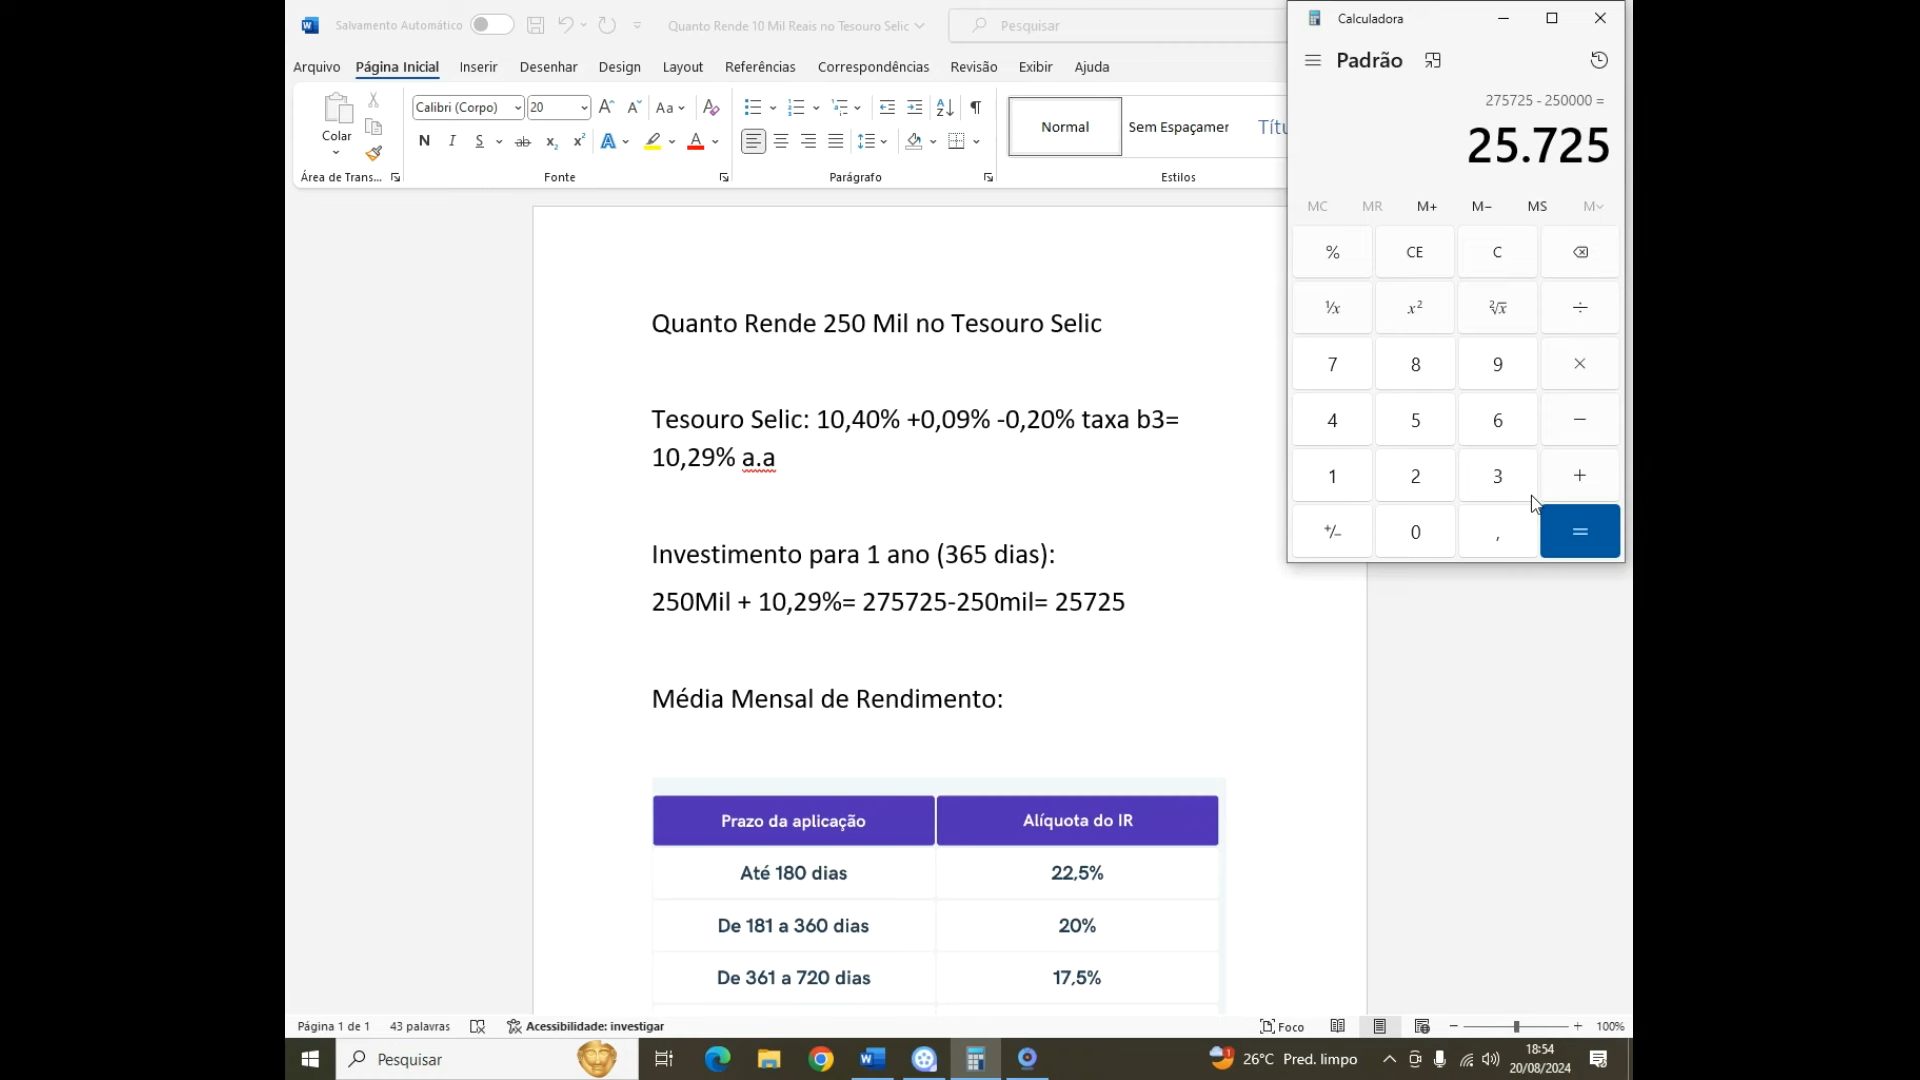 Salvamento Automático
Quanto Rende 10 Mil Reais no Tesouro Selic
Pesquisar
Arquivo
Página Inicial
Inserir
Desenhar
Design
Layout
Referências
Correspondências
Revisão
Exibir
Ajuda
Colar
Calibri (Corpo)
20
Aa
N
I
S
ab
Normal
Sem Espaçamer
Títu
Área de Trans...
Fonte
Parágrafo
Estilos
Quanto Rende 250 Mil no Tesouro Selic
Tesouro Selic: 10,40% +0,09% -0,20% taxa b3=
10,29% a.a
Investimento para 1 ano (365 dias):
250Mil + 10,29%= 275725-250mil= 25725
Média Mensal de Rendimento:
Prazo da aplicação
Alíquota do IR
Até 180 dias
22,5%
De 181 a 360 dias
20%
De 361 a 720 dias
17,5%
Calculadora
Padrão
275725 - 250000 =
25.725
MC MR M+ M− MS M
% CE C
¹/x x² ²√x ÷
7 8 9 ×
4 5 6 −
1 2 3 +
+/− 0 , =
Página 1 de 1
43 palavras
Acessibilidade: investigar
Foco
100%
Pesquisar
26°C Pred. limpo
18:54
20/08/2024